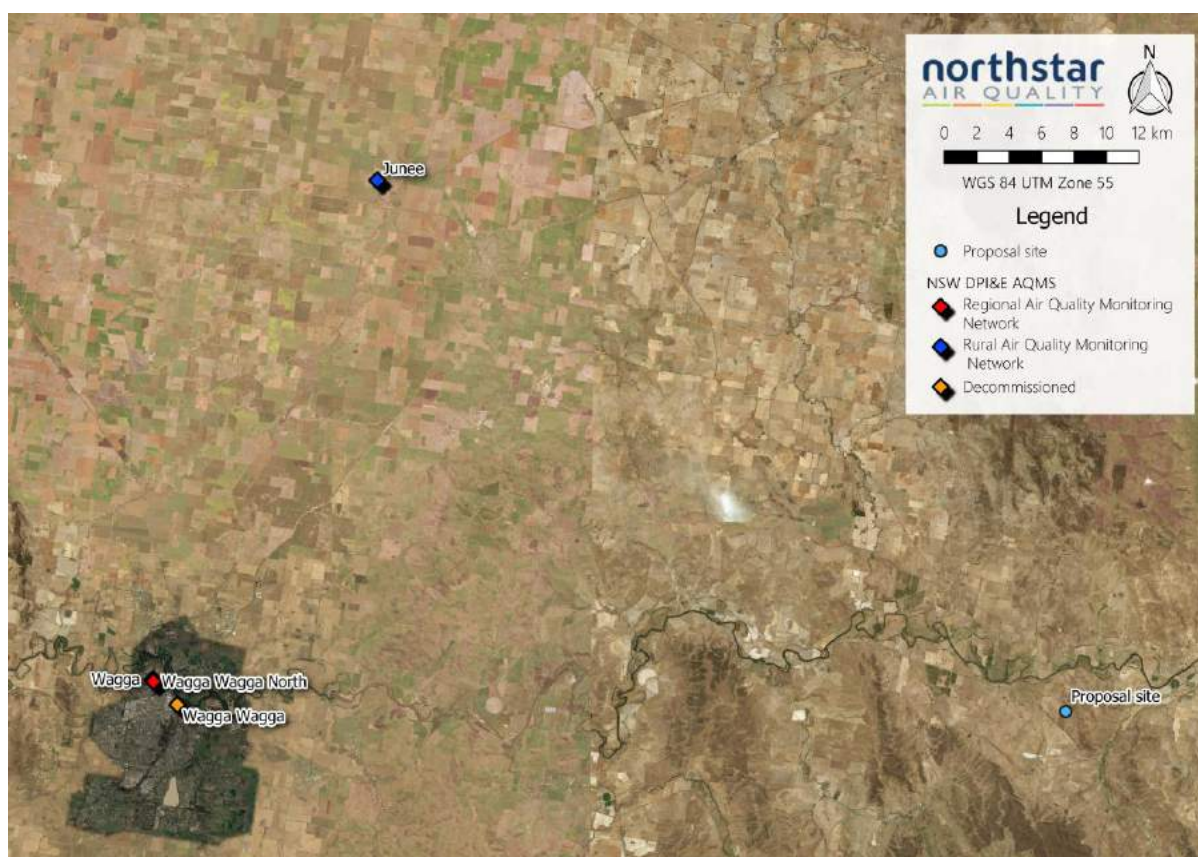 northstar
AIR QUALITY
N
0 2 4 6 8 10 12 km
WGS 84 UTM Zone 55
Legend
Proposal site
NSW DPI&E AQMS
Regional Air Quality Monitoring
Network
Rural Air Quality Monitoring
Network
Decommissioned
Junee
Wagga
Wagga Wagga North
Wagga Wagga
Proposal site